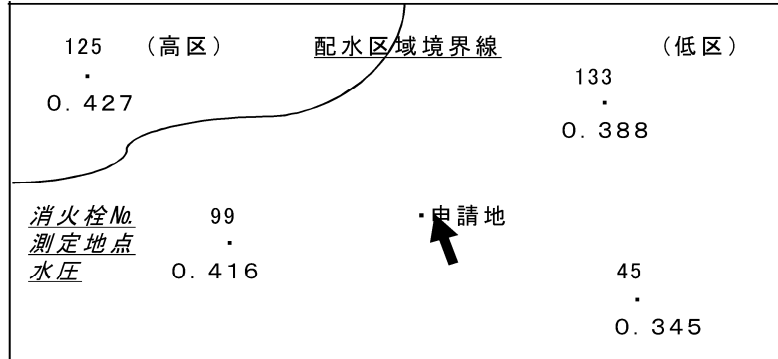 125 (高区) 配水区域境界線 (低区)
133
0.427
0.388
消火栓No. 99 申請地
測定地点
水圧 0.416 45
0.345